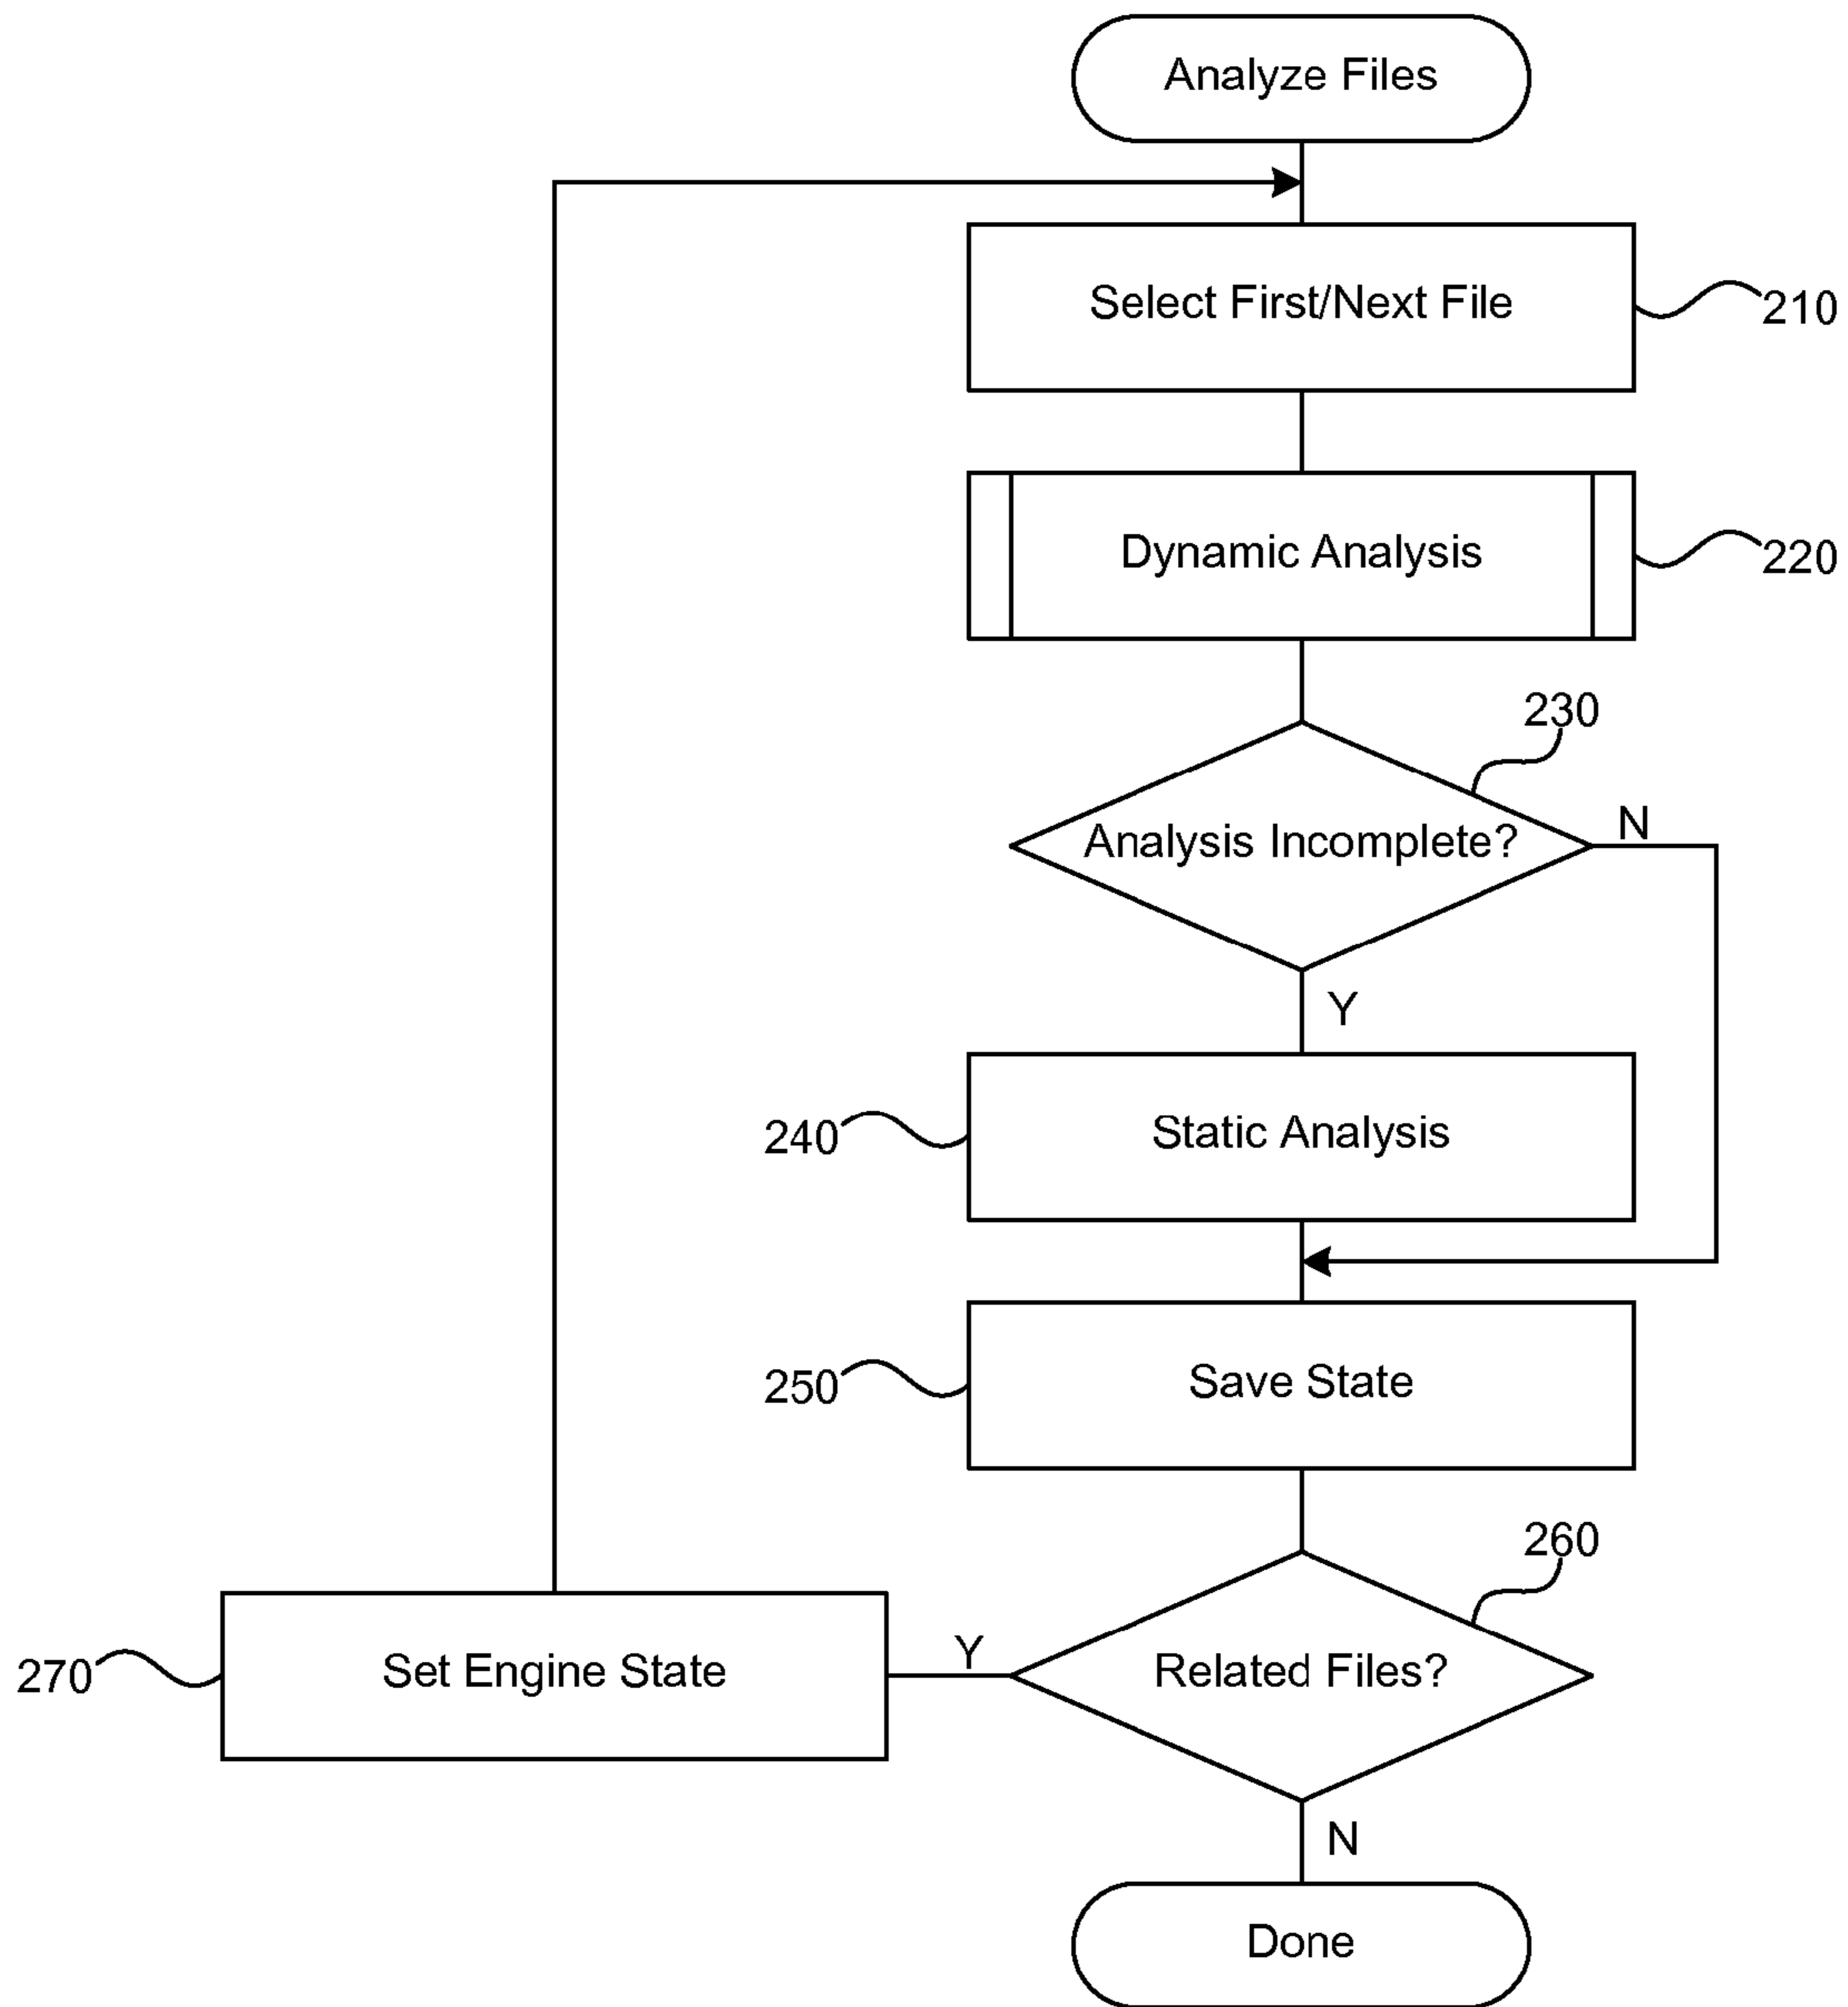 Analyze Files
Select First/Next File
210
Dynamic Analysis
220
230
Analysis Incomplete?
N
Y
240
Static Analysis
250
Save State
260
270
Set Engine State
Y
Related Files?
N
Done